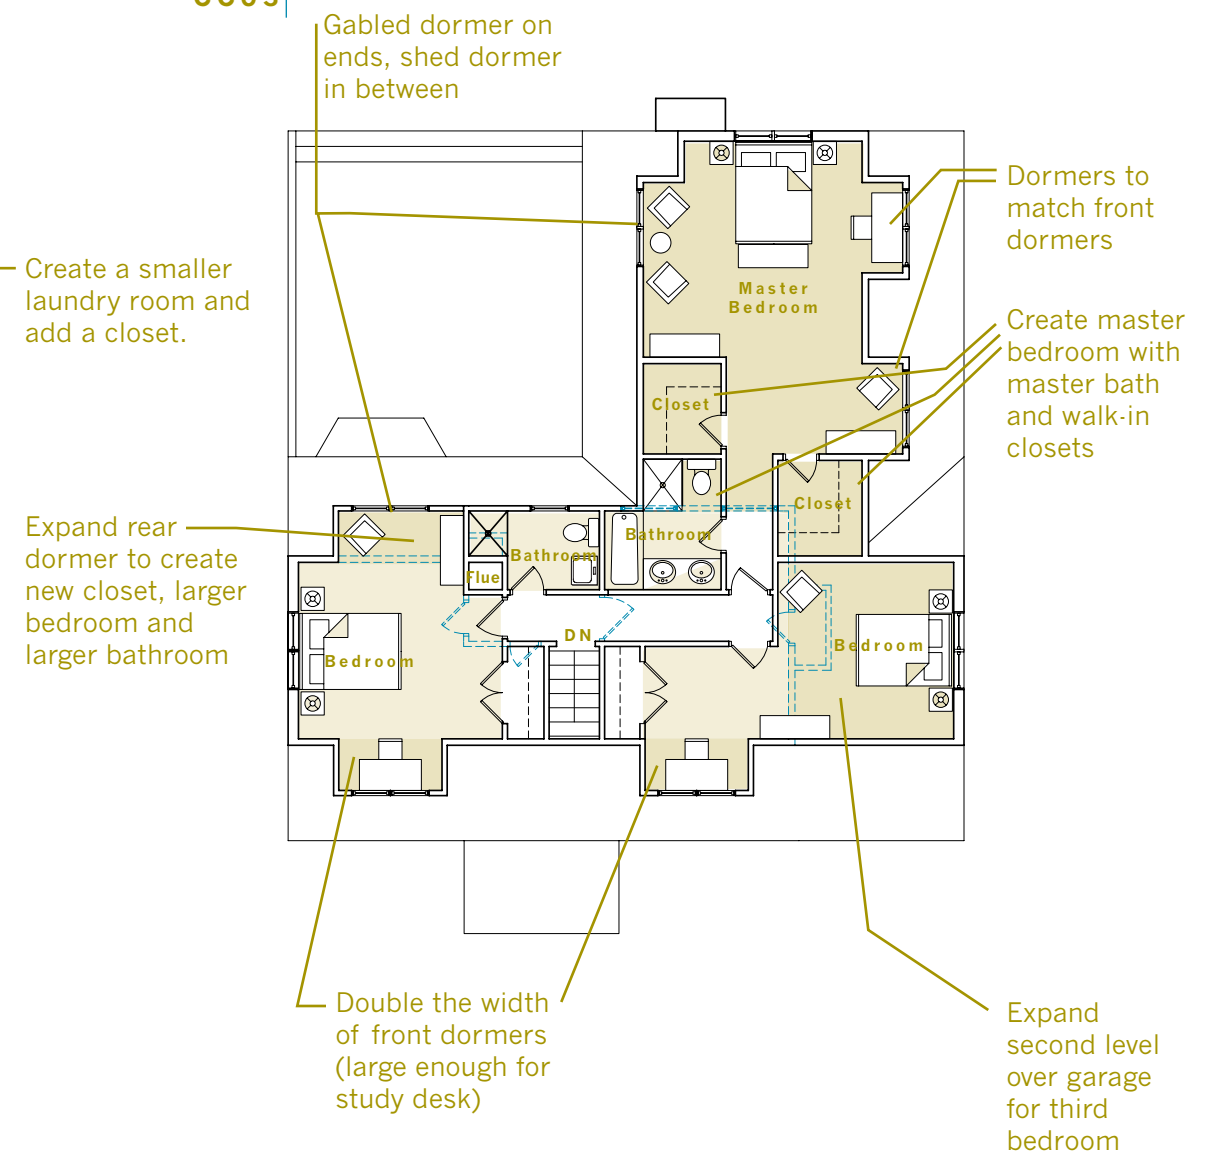 Gabled dormer on
ends, shed dormer
in between
Dormers to
match front
dormers
Create a smaller
laundry room and
add a closet.
Master
Bedroom
Create master
bedroom with
master bath
and walk-in
closets
Closet
Closet
Expand rear
dormer to create
new closet, larger
bedroom and
larger bathroom
Bathroom
Bathroom
Flue
DN
Bedroom
Bedroom
Double the width
of front dormers
(large enough for
study desk)
Expand
second level
over garage
for third
bedroom